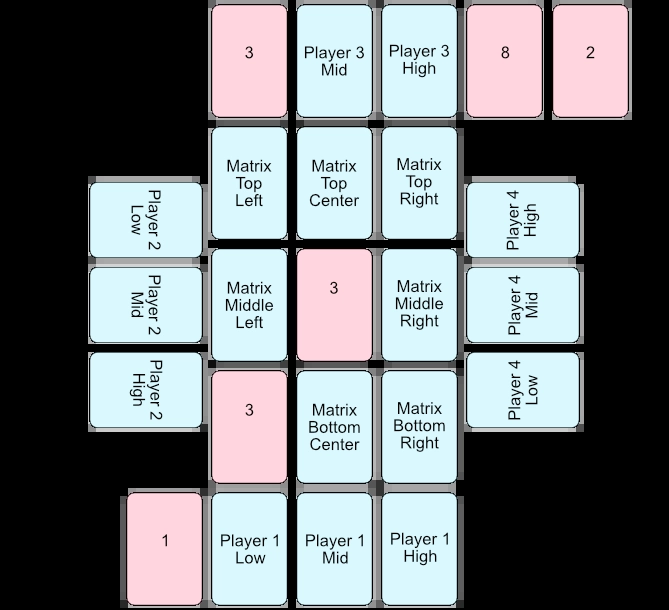 3
Player 3
Mid
Player 3
High
8
2
Matrix
Top
Left
Matrix
Top
Center
Matrix
Top
Right
Player 2
Low
Player 4
High
Matrix
Middle
Left
3
Matrix
Middle
Right
Player 2
Mid
Player 4
Mid
Player 2
High
3
Matrix
Bottom
Center
Matrix
Bottom
Right
Player 4
Low
1
Player 1
Low
Player 1
Mid
Player 1
High